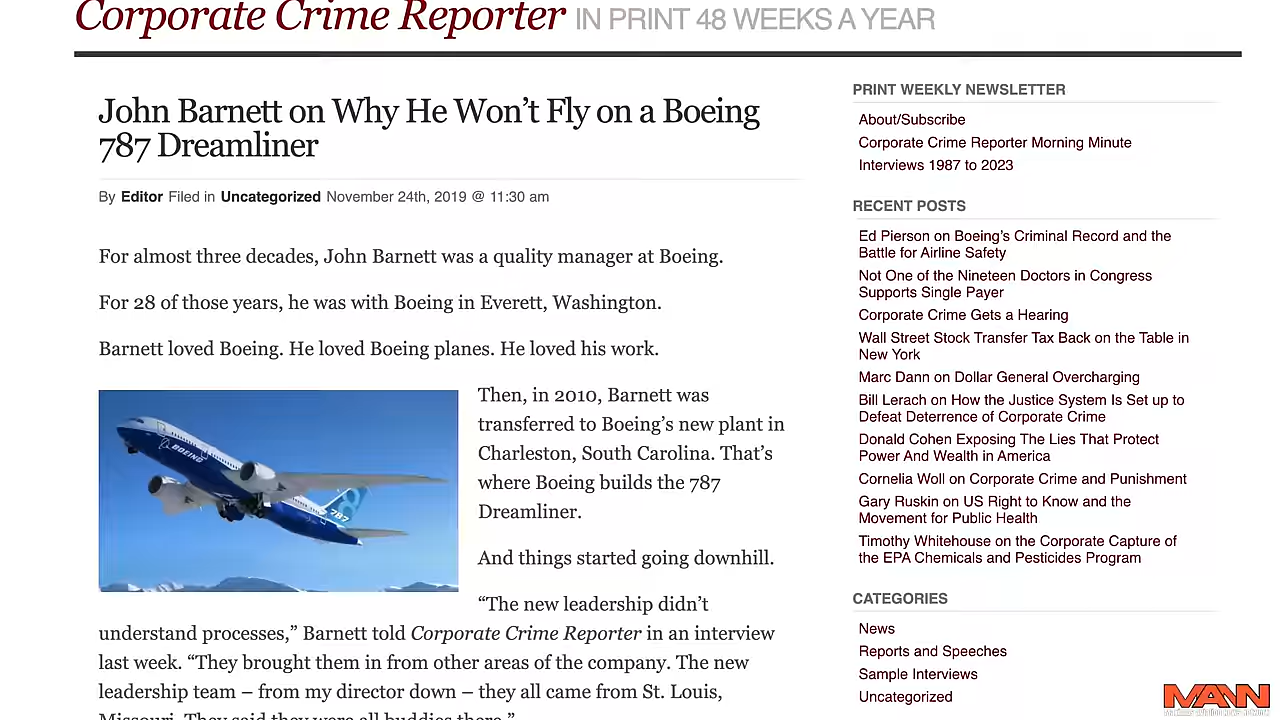 Corporate Crime Reporter IN PRINT 48 WEEKS A YEAR
John Barnett on Why He Won't Fly on a Boeing
787 Dreamliner
By Editor Filed in Uncategorized November 24th, 2019 @ 11:30 am
For almost three decades, John Barnett was a quality manager at Boeing.
For 28 of those years, he was with Boeing in Everett, Washington.
Barnett loved Boeing. He loved Boeing planes. He loved his work.
BOEING
787
Then, in 2010, Barnett was
transferred to Boeing's new plant in
Charleston, South Carolina. That's
where Boeing builds the 787
Dreamliner.
And things started going downhill.
“The new leadership didn't
understand processes,” Barnett told Corporate Crime Reporter in an interview
last week. “They brought them in from other areas of the company. The new
leadership team – from my director down – they all came from St. Louis,
Missouri. They said they were all buddies there.”
PRINT WEEKLY NEWSLETTER
About/Subscribe
Corporate Crime Reporter Morning Minute
Interviews 1987 to 2023
RECENT POSTS
Ed Pierson on Boeing's Criminal Record and the
Battle for Airline Safety
Not One of the Nineteen Doctors in Congress
Supports Single Payer
Corporate Crime Gets a Hearing
Wall Street Stock Transfer Tax Back on the Table in
New York
Marc Dann on Dollar General Overcharging
Bill Lerach on How the Justice System Is Set up to
Defeat Deterrence of Corporate Crime
Donald Cohen Exposing The Lies That Protect
Power And Wealth in America
Cornelia Woll on Corporate Crime and Punishment
Gary Ruskin on US Right to Know and the
Movement for Public Health
Timothy Whitehouse on the Corporate Capture of
the EPA Chemicals and Pesticides Program
CATEGORIES
News
Reports and Speeches
Sample Interviews
Uncategorized